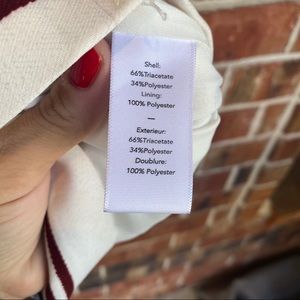 Shell:
66%Triacetate
34%Polyester
Lining:
100% Polyester
—
Exterieur:
66%Triacetate
34%Polyester
Doublure:
100% Polyester